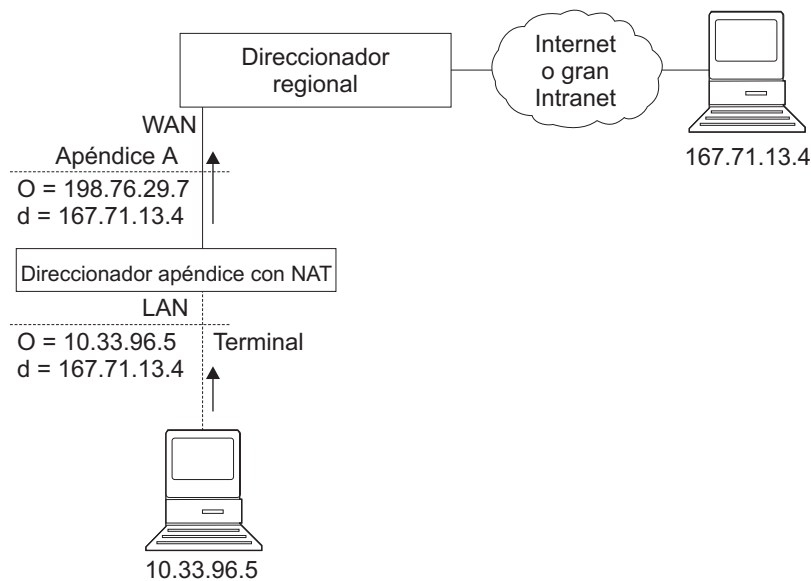 Direccionador
regional
Internet
o gran
Intranet
167.71.13.4
WAN
Apéndice A
O = 198.76.29.7
d = 167.71.13.4
Direccionador apéndice con NAT
LAN
O = 10.33.96.5
d = 167.71.13.4
Terminal
10.33.96.5